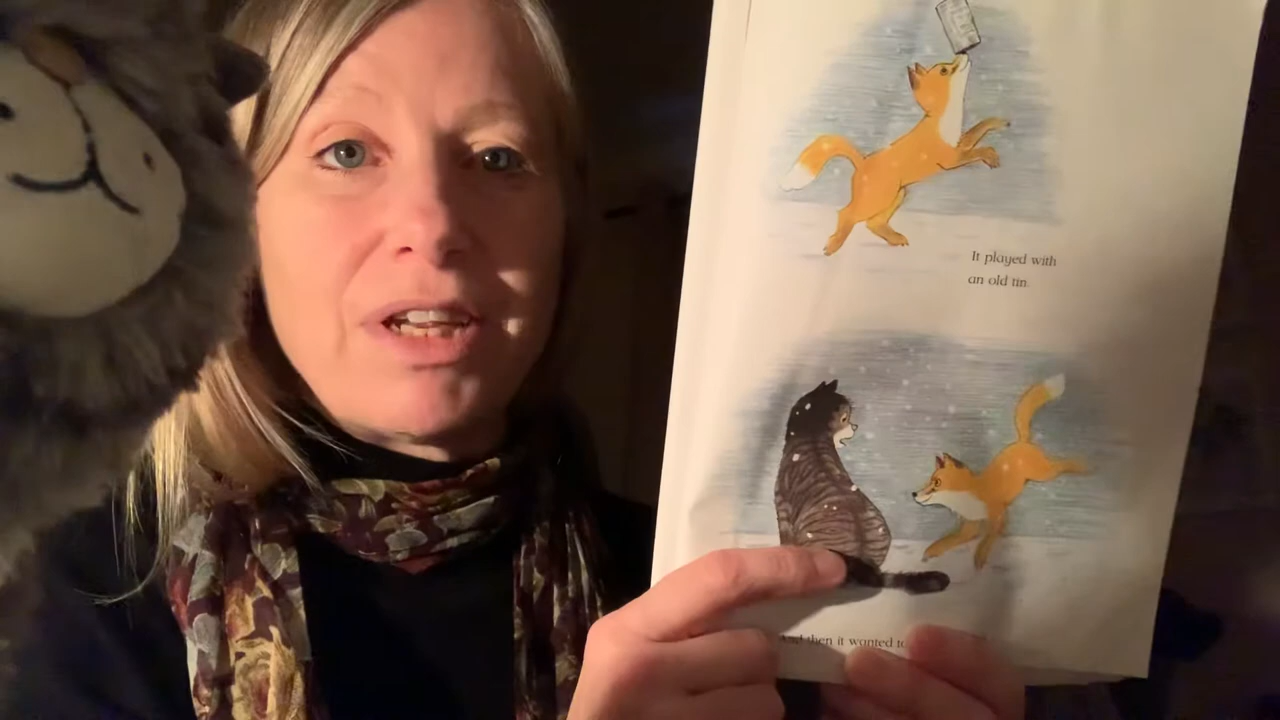 It played with
an old tin.
And then it wanted to